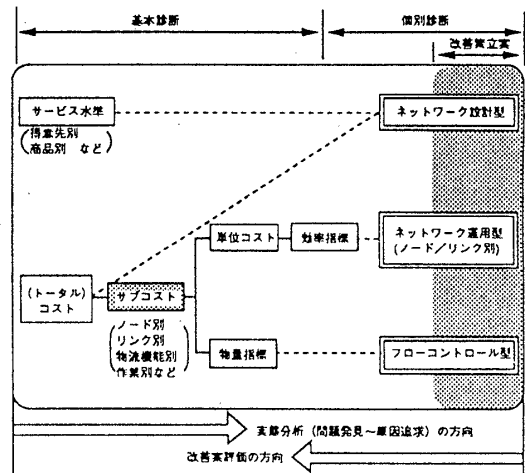 基本診断
個別診断
改善策立案
サービス水準
(得意先別
商品別 など)
ネットワーク設計型
単位コスト
効率指標
ネットワーク運用型
(ノード/リンク別)
(トータル)
コスト
サブコスト
(ノード別
リンク別
物流機能別
作業別など)
物量指標
フローコントロール型
実態分析(問題発見〜原因追求)の方向
改善案評価の方向